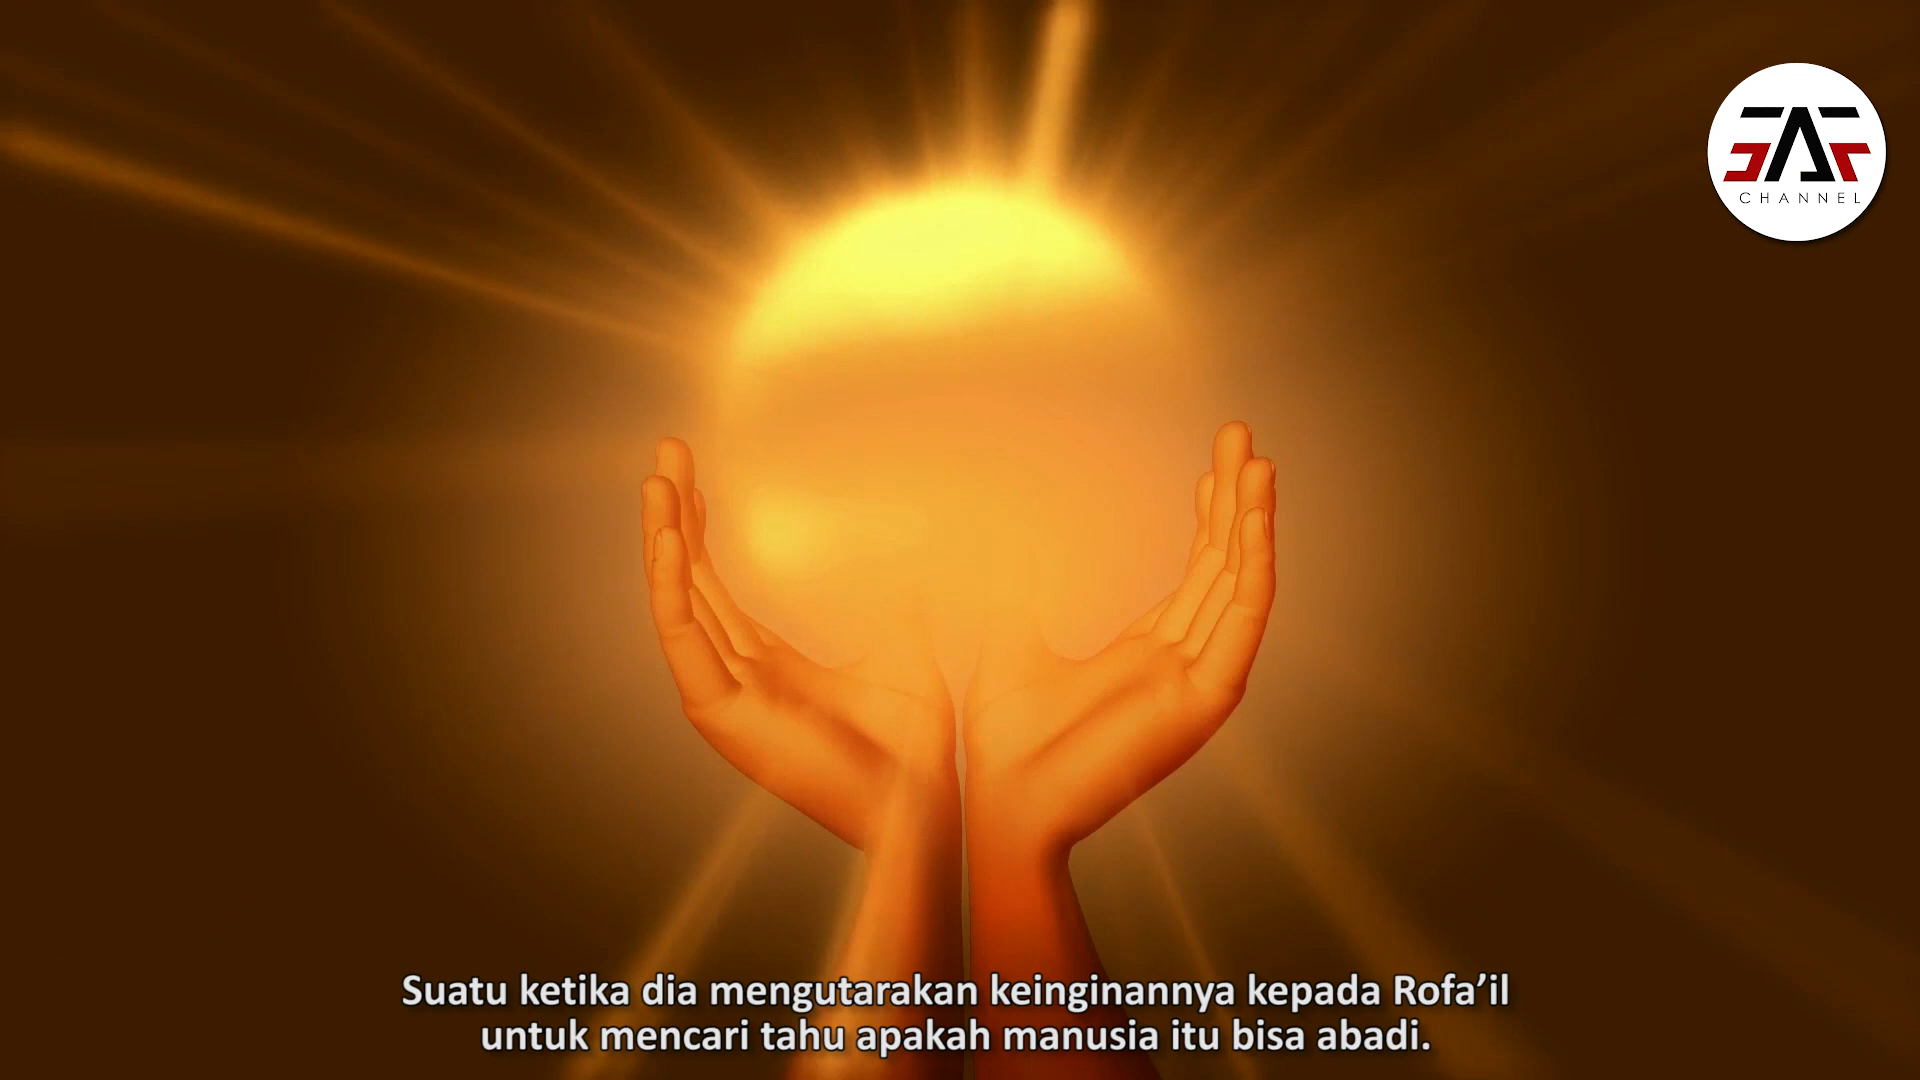 CHANNEL
Suatu ketika dia mengutarakan keinginannya kepada Rofa’il
untuk mencari tahu apakah manusia itu bisa abadi.